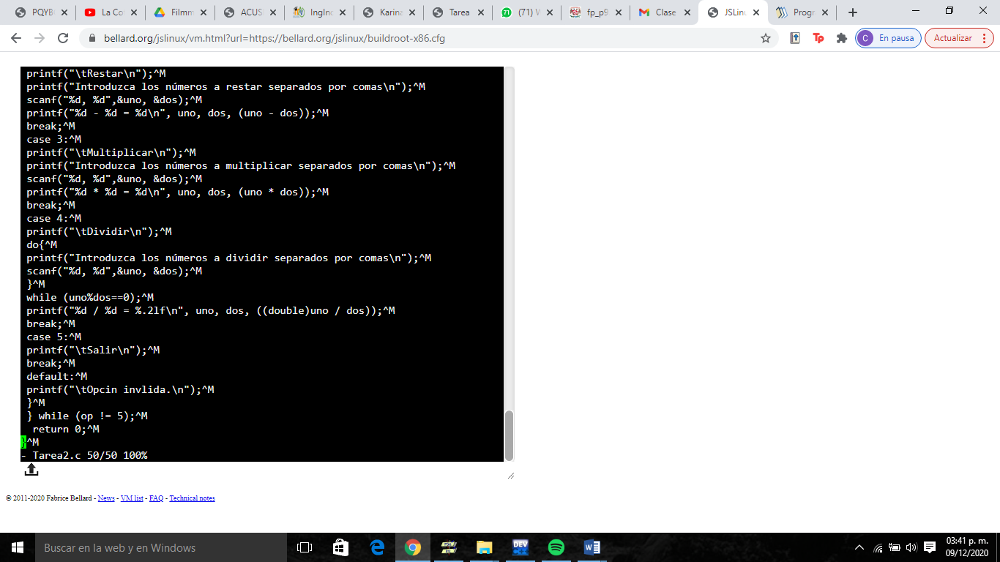 PQYB
La Co
Filmm
ACUS
IngInd
Karina
Tarea
(71) W
fp_p9
Clase
JSLinu
Progr
bellard.org/jslinux/vm.html?url=https://bellard.org/jslinux/buildroot-x86.cfg
C En pausa
Actualizar
printf("\tRestar\n");^M
printf("Introduzca los números a restar separados por comas\n");^M
scanf("%d, %d",&uno, &dos);^M
printf("%d - %d = %d\n", uno, dos, (uno - dos));^M
break;^M
case 3:^M
printf("\tMultiplicar\n");^M
printf("Introduzca los números a multiplicar separados por comas\n");^M
scanf("%d, %d",&uno, &dos);^M
printf("%d * %d = %d\n", uno, dos, (uno * dos));^M
break;^M
case 4:^M
printf("\tDividir\n");^M
do{^M
printf("Introduzca los números a dividir separados por comas\n");^M
scanf("%d, %d",&uno, &dos);^M
}^M
while (uno%dos==0);^M
printf("%d / %d = %.2lf\n", uno, dos, ((double)uno / dos));^M
break;^M
case 5:^M
printf("\tSalir\n");^M
break;^M
default:^M
printf("\tOpcin invlida.\n");^M
}^M
} while (op != 5);^M
return 0;^M
}^M
- Tarea2.c 50/50 100%
© 2011-2020 Fabrice Bellard - News - VM list - FAQ - Technical notes
Buscar en la web y en Windows
DEV C++
03:41 p. m.
09/12/2020